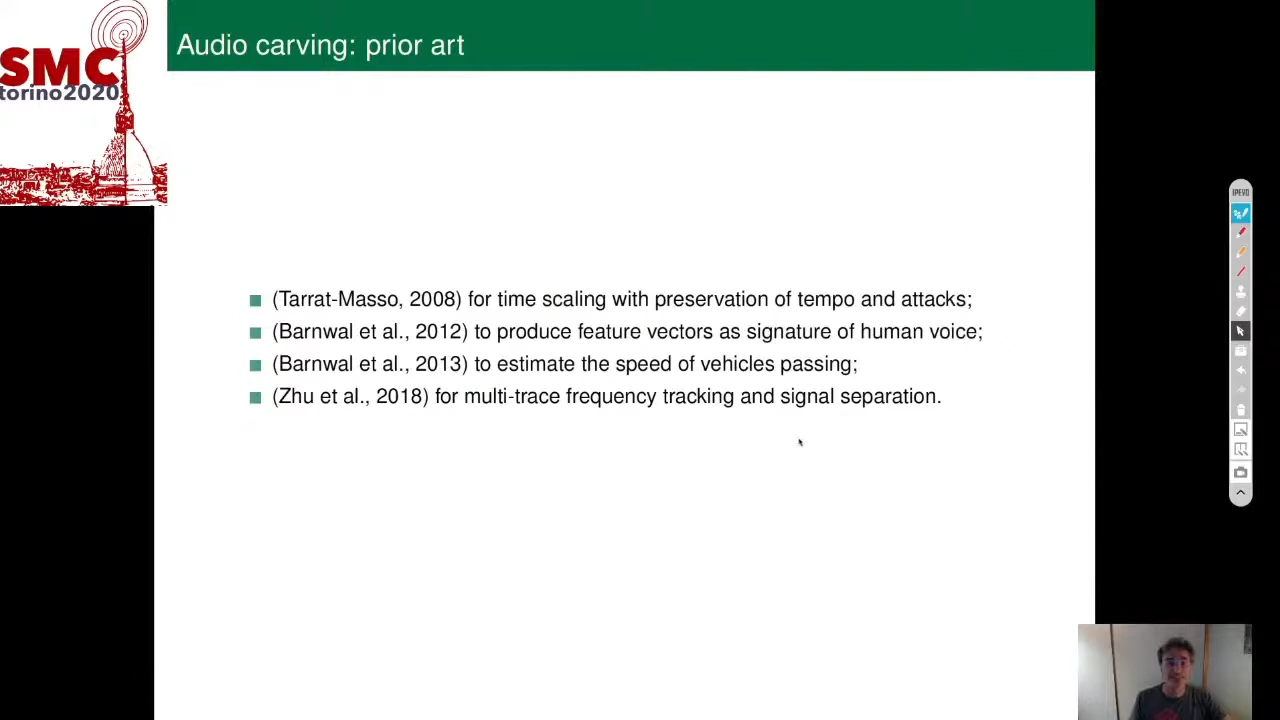 SMC
torino2020
Audio carving: prior art
(Tarrat-Masso, 2008) for time scaling with preservation of tempo and attacks;
(Barnwal et al., 2012) to produce feature vectors as signature of human voice;
(Barnwal et al., 2013) to estimate the speed of vehicles passing;
(Zhu et al., 2018) for multi-trace frequency tracking and signal separation.
IPEVO